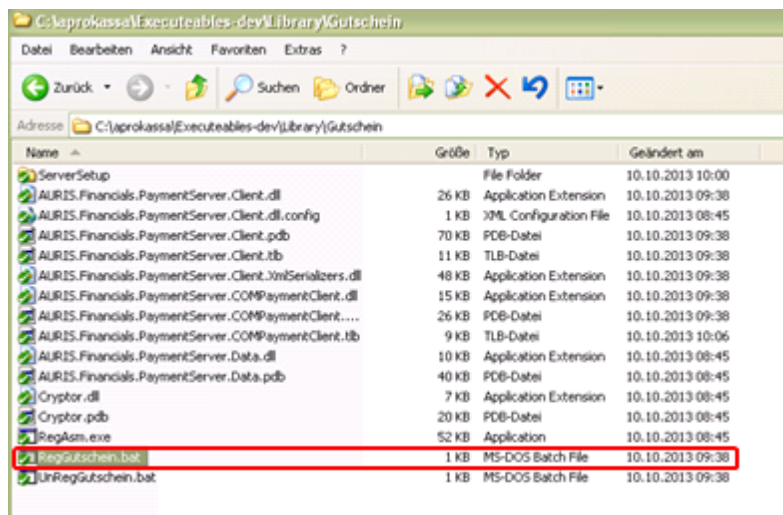 C:\aprokassa\Executeables-dev\Library\Gutschein
Datei Bearbeiten Ansicht Favoriten Extras ?
Zurück Suchen Ordner
Adresse C:\aprokassa\Executeables-dev\Library\Gutschein
Name Größe Typ Geändert am
ServerSetup File Folder 10.10.2013 10:00
AURIS.Financials.PaymentServer.Client.dll 26 KB Application Extension 10.10.2013 09:38
AURIS.Financials.PaymentServer.Client.dll.config 1 KB XML Configuration File 10.10.2013 08:45
AURIS.Financials.PaymentServer.Client.pdb 70 KB PDB-Datei 10.10.2013 09:38
AURIS.Financials.PaymentServer.Client.tlb 11 KB TLB-Datei 10.10.2013 09:38
AURIS.Financials.PaymentServer.Client.XmlSerializers.dll 48 KB Application Extension 10.10.2013 09:38
AURIS.Financials.PaymentServer.COMPaymentClient.dll 15 KB Application Extension 10.10.2013 09:38
AURIS.Financials.PaymentServer.COMPaymentClient.... 26 KB PDB-Datei 10.10.2013 09:38
AURIS.Financials.PaymentServer.COMPaymentClient.tlb 9 KB TLB-Datei 10.10.2013 10:06
AURIS.Financials.PaymentServer.Data.dll 10 KB Application Extension 10.10.2013 08:45
AURIS.Financials.PaymentServer.Data.pdb 40 KB PDB-Datei 10.10.2013 08:45
Cryptor.dll 7 KB Application Extension 10.10.2013 08:45
Cryptor.pdb 20 KB PDB-Datei 10.10.2013 08:45
RegAsm.exe 52 KB Application 10.10.2013 08:45
RegGutschein.bat 1 KB MS-DOS Batch File 10.10.2013 09:38
UnRegGutschein.bat 1 KB MS-DOS Batch File 10.10.2013 09:38